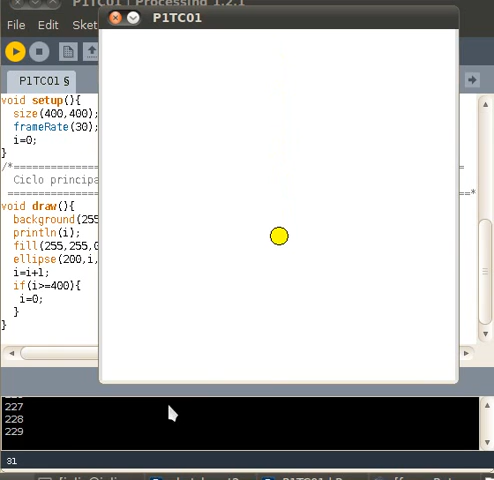 P1TC01 | Processing 1.2.1
P1TC01
File Edit Sket
P1TC01 §
void setup(){
size(400,400);
frameRate(30);
i=0;
}
/*=
Ciclo principa
=*
void draw(){
background(255
println(i);
fill(255,255,0
ellipse(200,i,
i=i+1;
if(i>=400){
i=0;
}
}
227
228
229
31